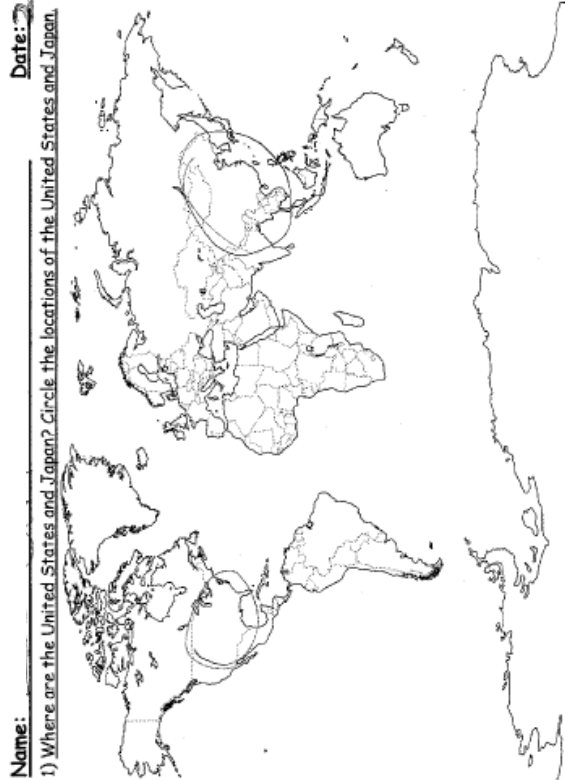 Name: Date:
1) Where are the United States and Japan? Circle the locations of the United States and Japan.